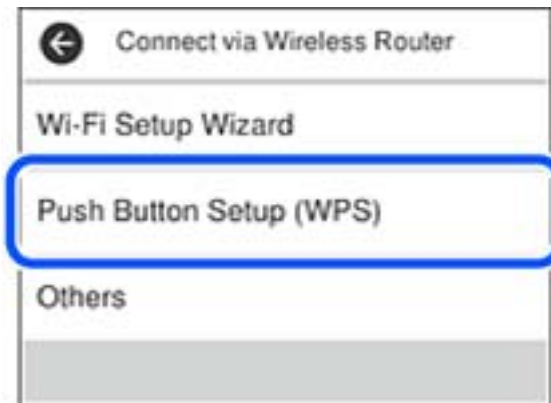 Connect via Wireless Router
Wi-Fi Setup Wizard
Push Button Setup (WPS)
Others